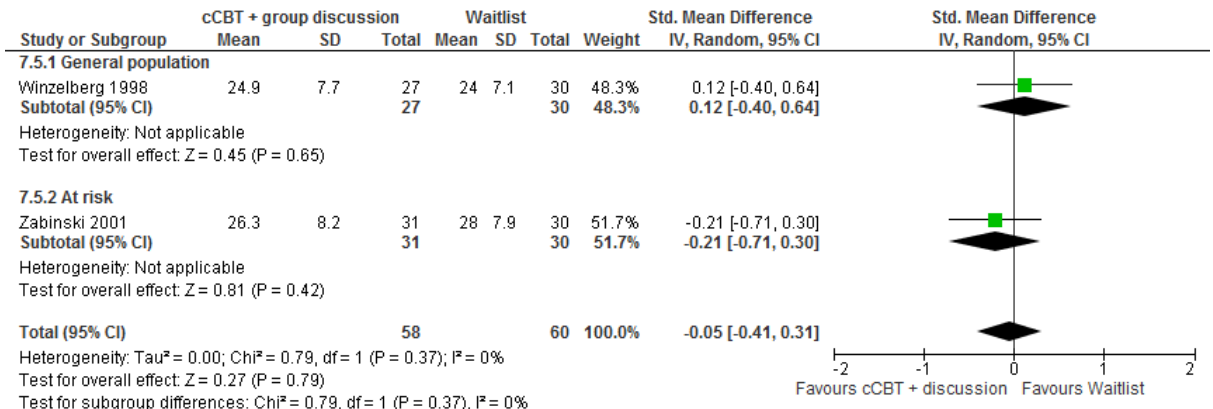 cCBT + group discussion Waitlist Std. Mean Difference Std. Mean Difference
Study or Subgroup Mean SD Total Mean SD Total Weight IV, Random, 95% CI IV, Random, 95% CI
7.5.1 General population
Winzelberg 1998 24.9 7.7 27 24 7.1 30 48.3% 0.12 [-0.40, 0.64]
Subtotal (95% CI) 27 30 48.3% 0.12 [-0.40, 0.64]
Heterogeneity: Not applicable
Test for overall effect: Z = 0.45 (P = 0.65)
7.5.2 At risk
Zabinski 2001 26.3 8.2 31 28 7.9 30 51.7% -0.21 [-0.71, 0.30]
Subtotal (95% CI) 31 30 51.7% -0.21 [-0.71, 0.30]
Heterogeneity: Not applicable
Test for overall effect: Z = 0.81 (P = 0.42)
Total (95% CI) 58 60 100.0% -0.05 [-0.41, 0.31]
Heterogeneity: Tau² = 0.00; Chi² = 0.79, df = 1 (P = 0.37); I² = 0%
Test for overall effect: Z = 0.27 (P = 0.79)
Test for subgroup differences: Chi² = 0.79, df = 1 (P = 0.37), I² = 0%
-2 -1 0 1 2
Favours cCBT + discussion Favours Waitlist